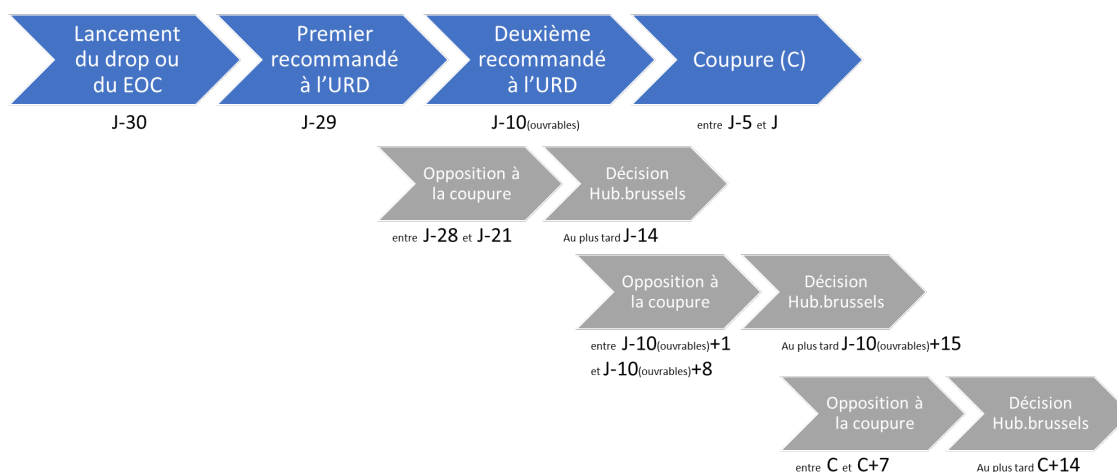 Lancement
du drop ou
du EOC
Premier
recommandé
à l'URD
Deuxième
recommandé
à l'URD
Coupure (C)
J-30
J-29
J-10(ouvrables)
entre J-5 et J
Opposition à
la coupure
Décision
Hub.brussels
entre J-28 et J-21
Au plus tard J-14
Opposition à
la coupure
Décision
Hub.brussels
entre J-10(ouvrables)+1
et J-10(ouvrables)+8
Au plus tard J-10(ouvrables)+15
Opposition à
la coupure
Décision
Hub.brussels
entre C et C+7
Au plus tard C+14